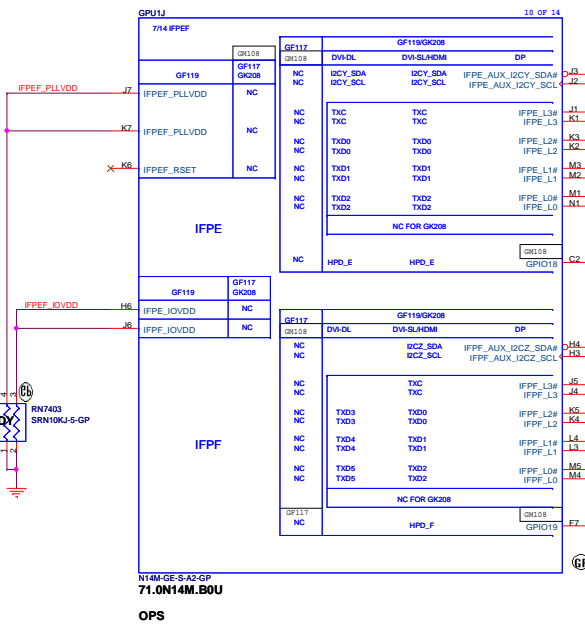 GPU1J 10 OF 14
7/14 IFPEF
GM108
GF119 GF117
GK208
IFPEF_PLLVDD J7 IFPEF_PLLVDD NC
K7 IFPEF_PLLVDD NC
K6 IFPEF_RSET NC
IFPE
GF117 GF119/GK208
GM108 DVI-DL DVI-SL/HDMI DP
NC I2CY_SDA I2CY_SDA IFPE_AUX_I2CY_SDA# J3
NC I2CY_SCL I2CY_SCL IFPE_AUX_I2CY_SCL J2
NC TXC TXC IFPE_L3# J1
NC TXC TXC IFPE_L3 K1
NC TXD0 TXD0 IFPE_L2# K3
NC TXD0 TXD0 IFPE_L2 K2
NC TXD1 TXD1 IFPE_L1# M3
NC TXD1 TXD1 IFPE_L1 M2
NC TXD2 TXD2 IFPE_L0# M1
NC TXD2 TXD2 IFPE_L0 N1
NC FOR GK208
GM108
NC HPD_E HPD_E GPIO18 C2
GF119 GF117
GK208
IFPEF_IOVDD H6 IFPE_IOVDD NC
J6 IFPF_IOVDD NC
IFPF
GF117 GF119/GK208
GM108 DVI-DL DVI-SL/HDMI DP
NC I2CZ_SDA IFPF_AUX_I2CZ_SDA# H4
NC I2CZ_SCL IFPF_AUX_I2CZ_SCL H3
NC TXC IFPF_L3# J5
NC TXC IFPF_L3 J4
NC TXD3 TXD0 IFPF_L2# K5
NC TXD3 TXD0 IFPF_L2 K4
NC TXD4 TXD1 IFPF_L1# L4
NC TXD4 TXD1 IFPF_L1 L3
NC TXD5 TXD2 IFPF_L0# M5
NC TXD5 TXD2 IFPF_L0 M4
NC FOR GK208
GF117 GM108
NC HPD_F GPIO19 F7
4 3
RN7403
DY SRN10KJ-5-GP
1 2
N14M-GE-S-A2-GP
71.0N14M.B0U
OPS